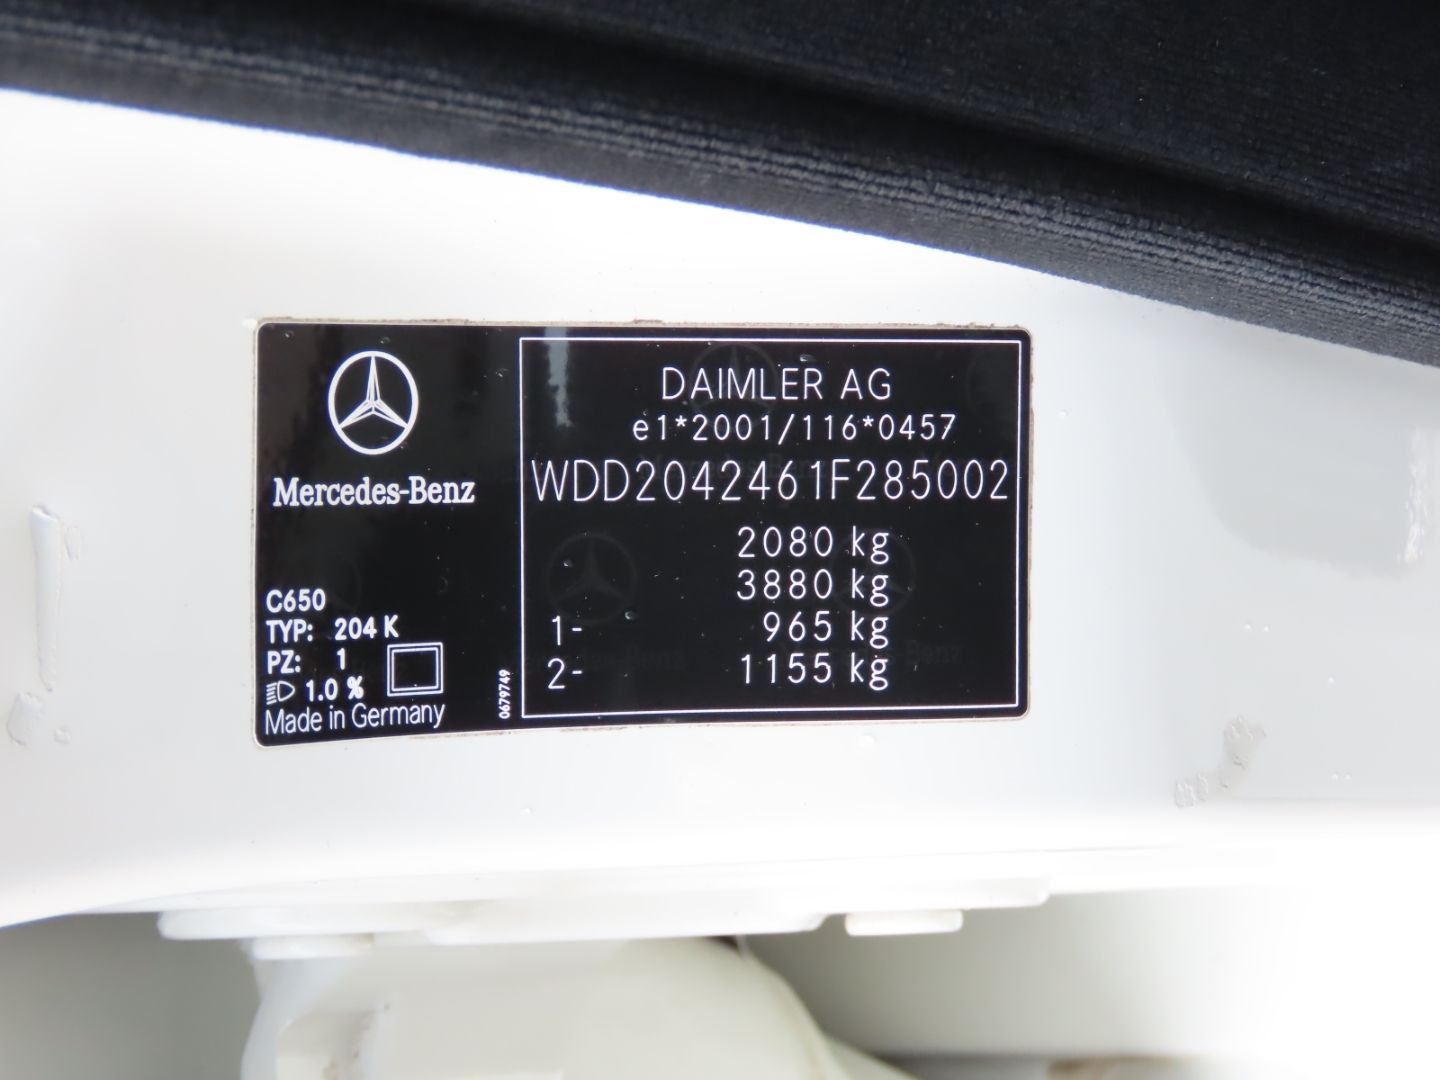 Mercedes-Benz
C650
TYP: 204 K
PZ: 1
1.0 %
Made in Germany
0679749
DAIMLER AG
e1*2001/116*0457
WDD2042461F285002
2080 kg
3880 kg
1- 965 kg
2- 1155 kg